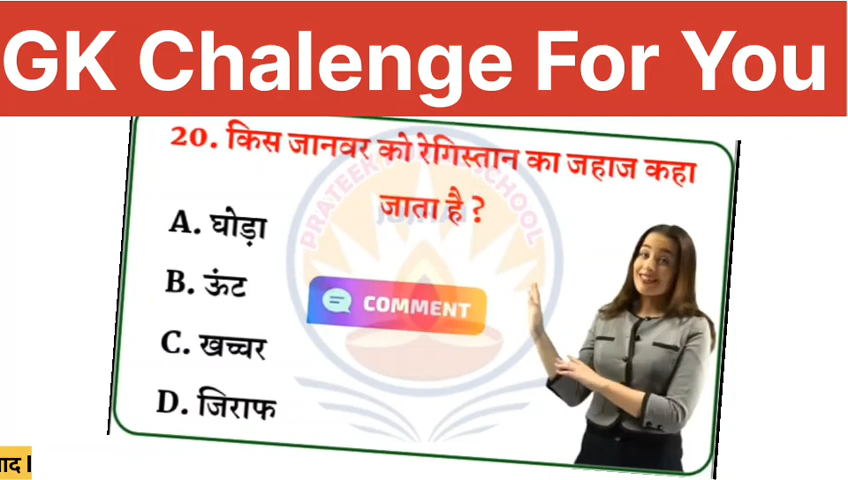 GK Chalenge For You
20. किस जानवर को रेगिस्तान का जहाज कहा
जाता है ?
A. घोड़ा
B. ऊंट
COMMENT
C. खच्चर
D. जिराफ